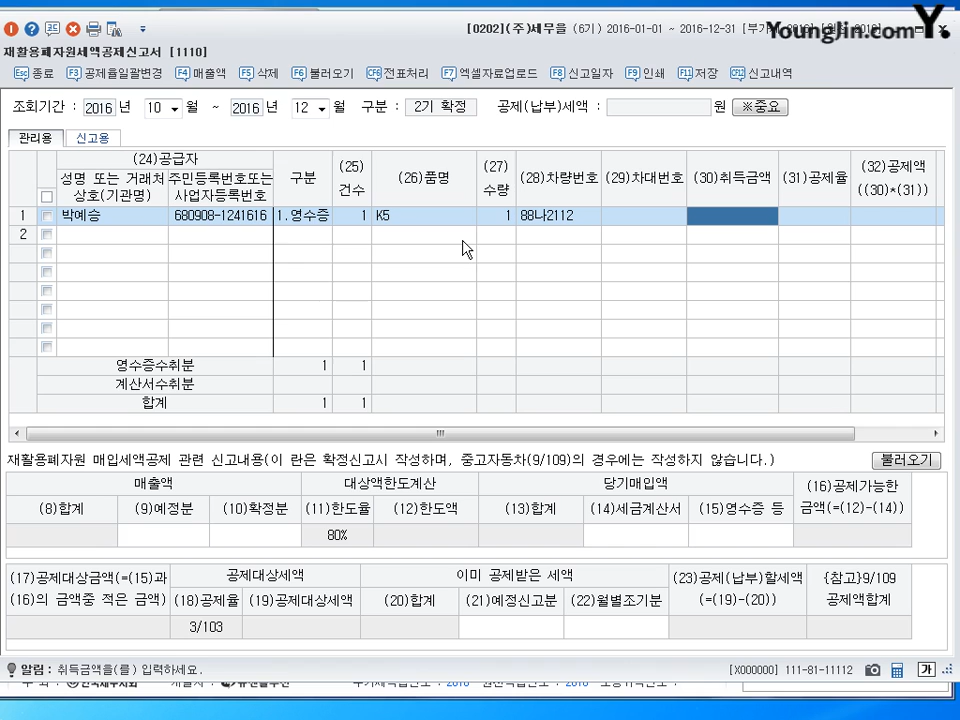 [0202](주)세무을 (6기) 2016-01-01 ~ 2016-12-31
YoungJin.com Y.
재활용폐자원세액공제신고서 [1110]
Esc 종료 F3 공제율일괄변경 F4 매출액 F5 삭제 F6 불러오기 CF6 전표처리 F7 엑셀자료업로드 F8 신고일자 F9 인쇄 F11 저장 신고내역
조회기간 : 2016 년 10 월 ~ 2016 년 12 월 구분 : 2기 확정 공제(납부)세액 : 원 ※중요
관리용 신고용
(24)공급자 구분 (25)건수 (26)품명 (27)수량 (28)차량번호 (29)차대번호 (30)취득금액 (31)공제율 (32)공제액 ((30)*(31))
성명 또는 거래처 상호(기관명) 주민등록번호또는 사업자등록번호
1 박예승 680908-1241616 1.영수증 1 K5 1 88나2112
2
영수증수취분 1 1
계산서수취분
합계 1 1
재활용폐자원 매입세액공제 관련 신고내용(이 란은 확정신고시 작성하며, 중고자동차(9/109)의 경우에는 작성하지 않습니다.) 불러오기
매출액 대상액한도계산 당기매입액 (16)공제가능한 금액(=(12)-(14))
(8)합계 (9)예정분 (10)확정분 (11)한도율 (12)한도액 (13)합계 (14)세금계산서 (15)영수증 등
80%
(17)공제대상금액(=(15)과 (16)의 금액중 적은 금액) 공제대상세액 이미 공제받은 세액 (23)공제(납부)할세액 (=(19)-(20)) {참고}9/109 공제액합계
(18)공제율 (19)공제대상세액 (20)합계 (21)예정신고분 (22)월별조기분
3/103
알림: 취득금액을(를) 입력하세요. [X000000] 111-81-11112 가